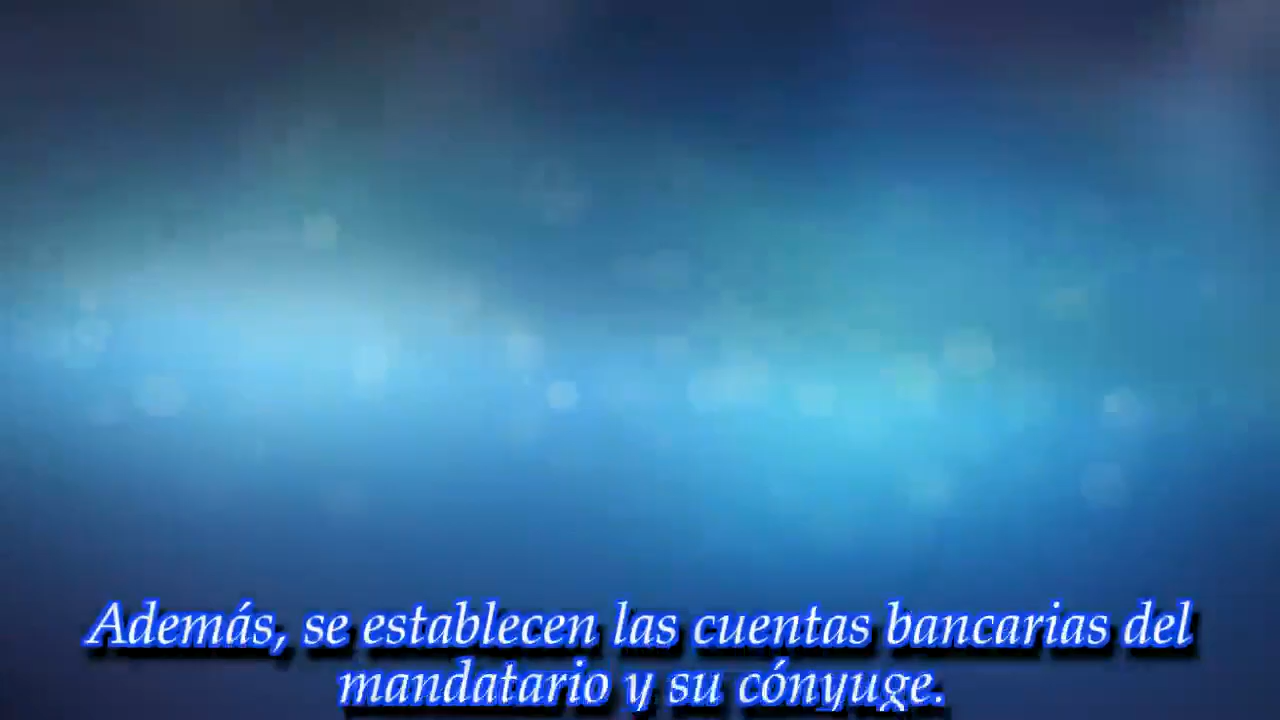 Además, se establecen las cuentas bancarias del
mandatario y su cónyuge.